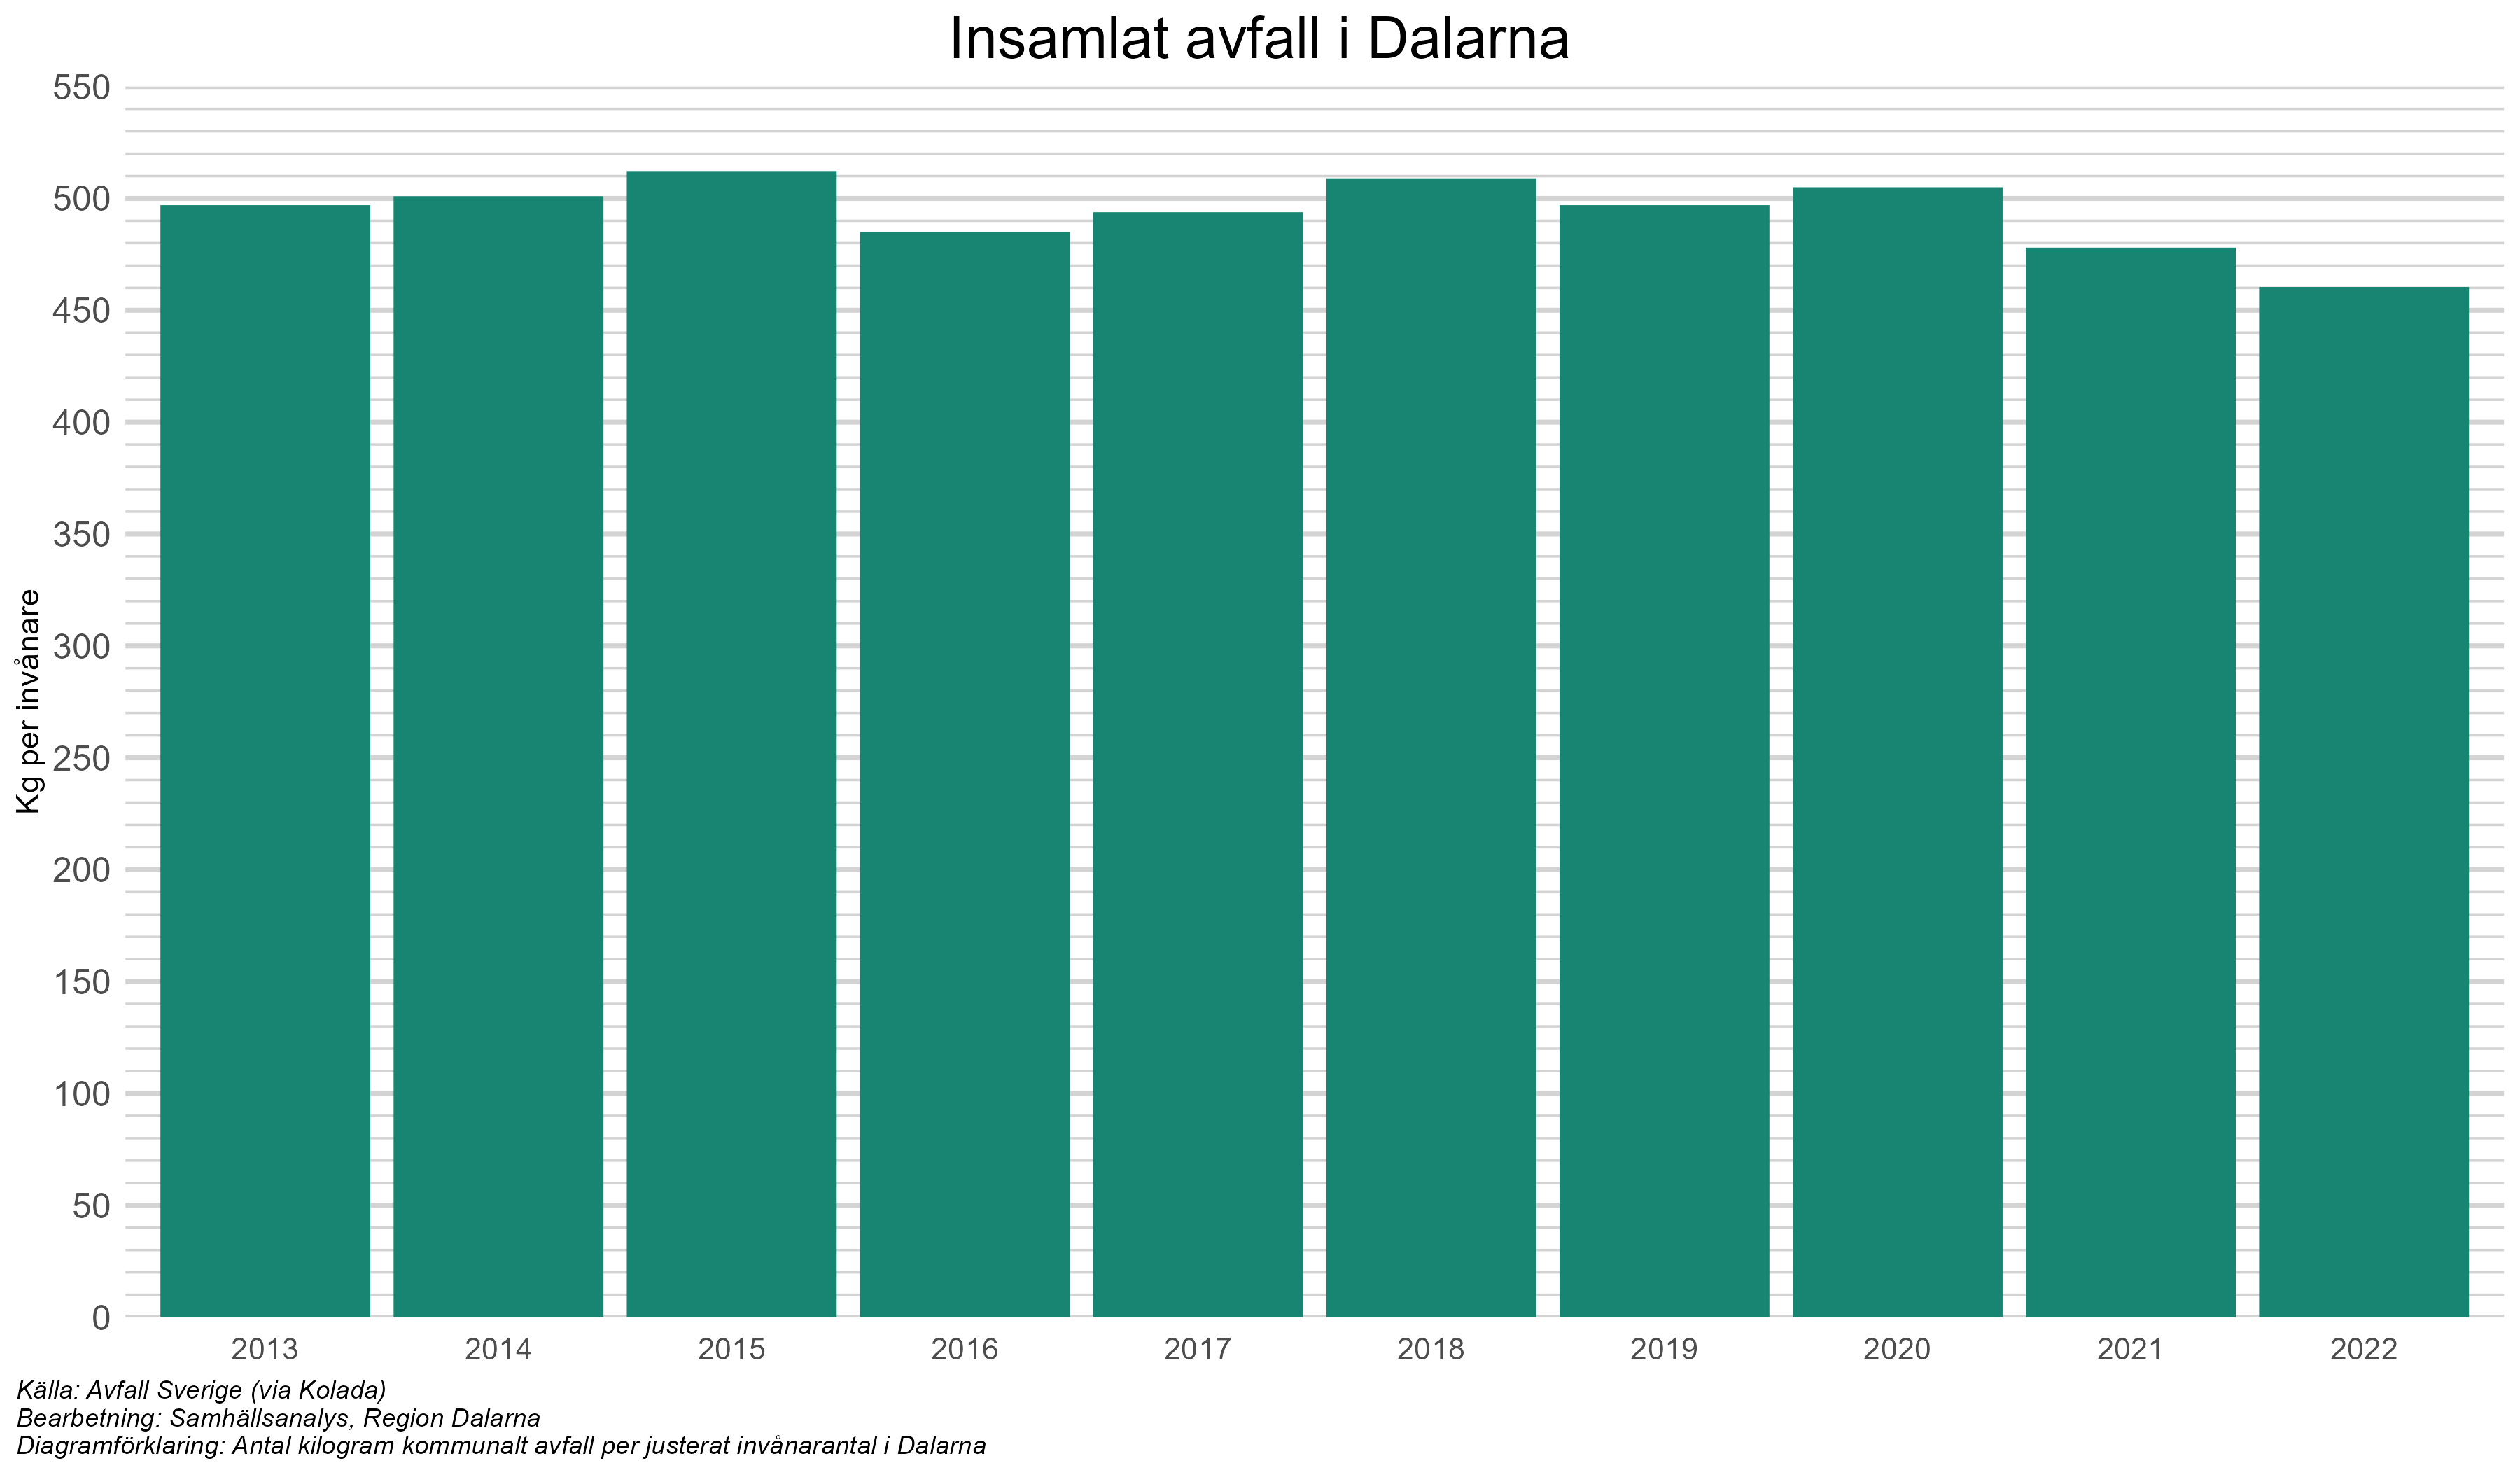 Insamlat avfall i Dalarna
550
500
450
400
350
300
250
200
150
100
50
0
Kg per invånare
2013 2014 2015 2016 2017 2018 2019 2020 2021 2022
Källa: Avfall Sverige (via Kolada)
Bearbetning: Samhällsanalys, Region Dalarna
Diagramförklaring: Antal kilogram kommunalt avfall per justerat invånarantal i Dalarna